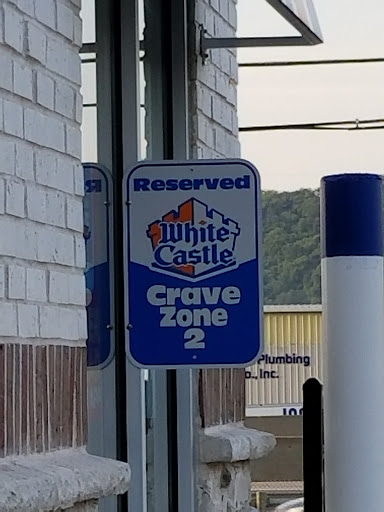 Reserved
White
Castle
Crave
Zone
2
Plumbing
o., Inc.